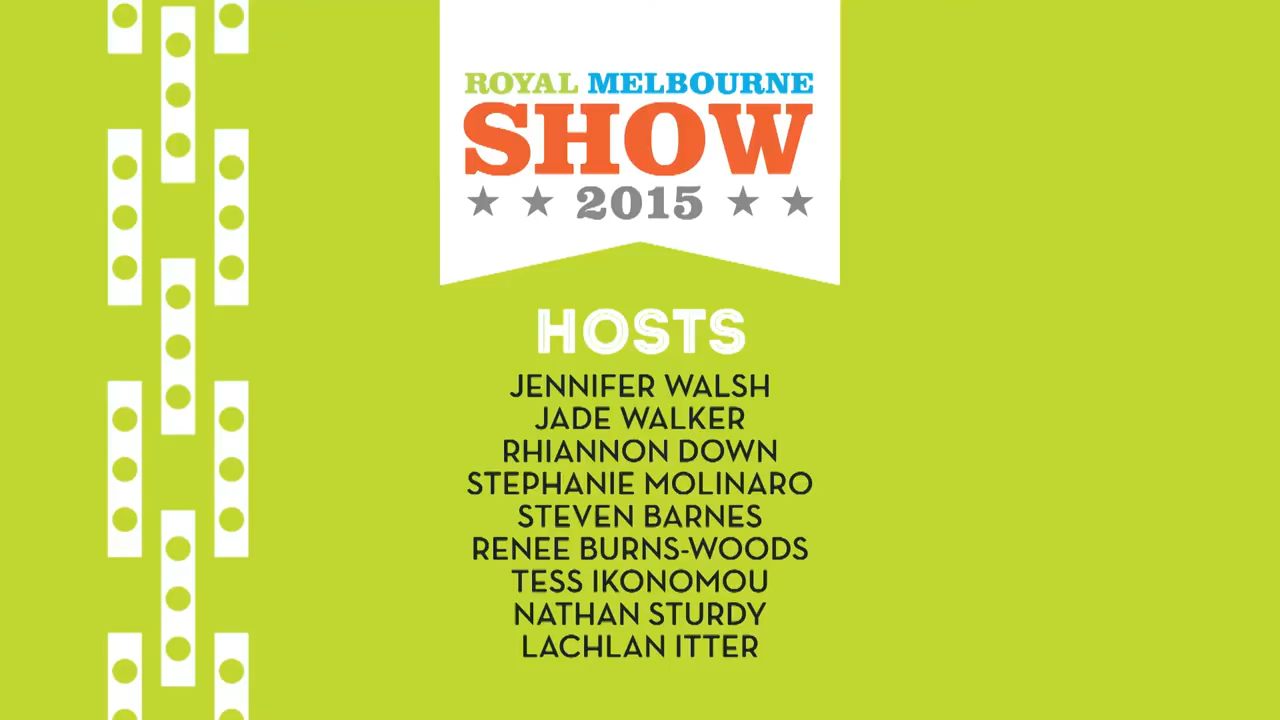 ROYAL MELBOURNE
SHOW
2015
HOSTS
JENNIFER WALSH
JADE WALKER
RHIANNON DOWN
STEPHANIE MOLINARO
STEVEN BARNES
RENEE BURNS-WOODS
TESS IKONOMOU
NATHAN STURDY
LACHLAN ITTER